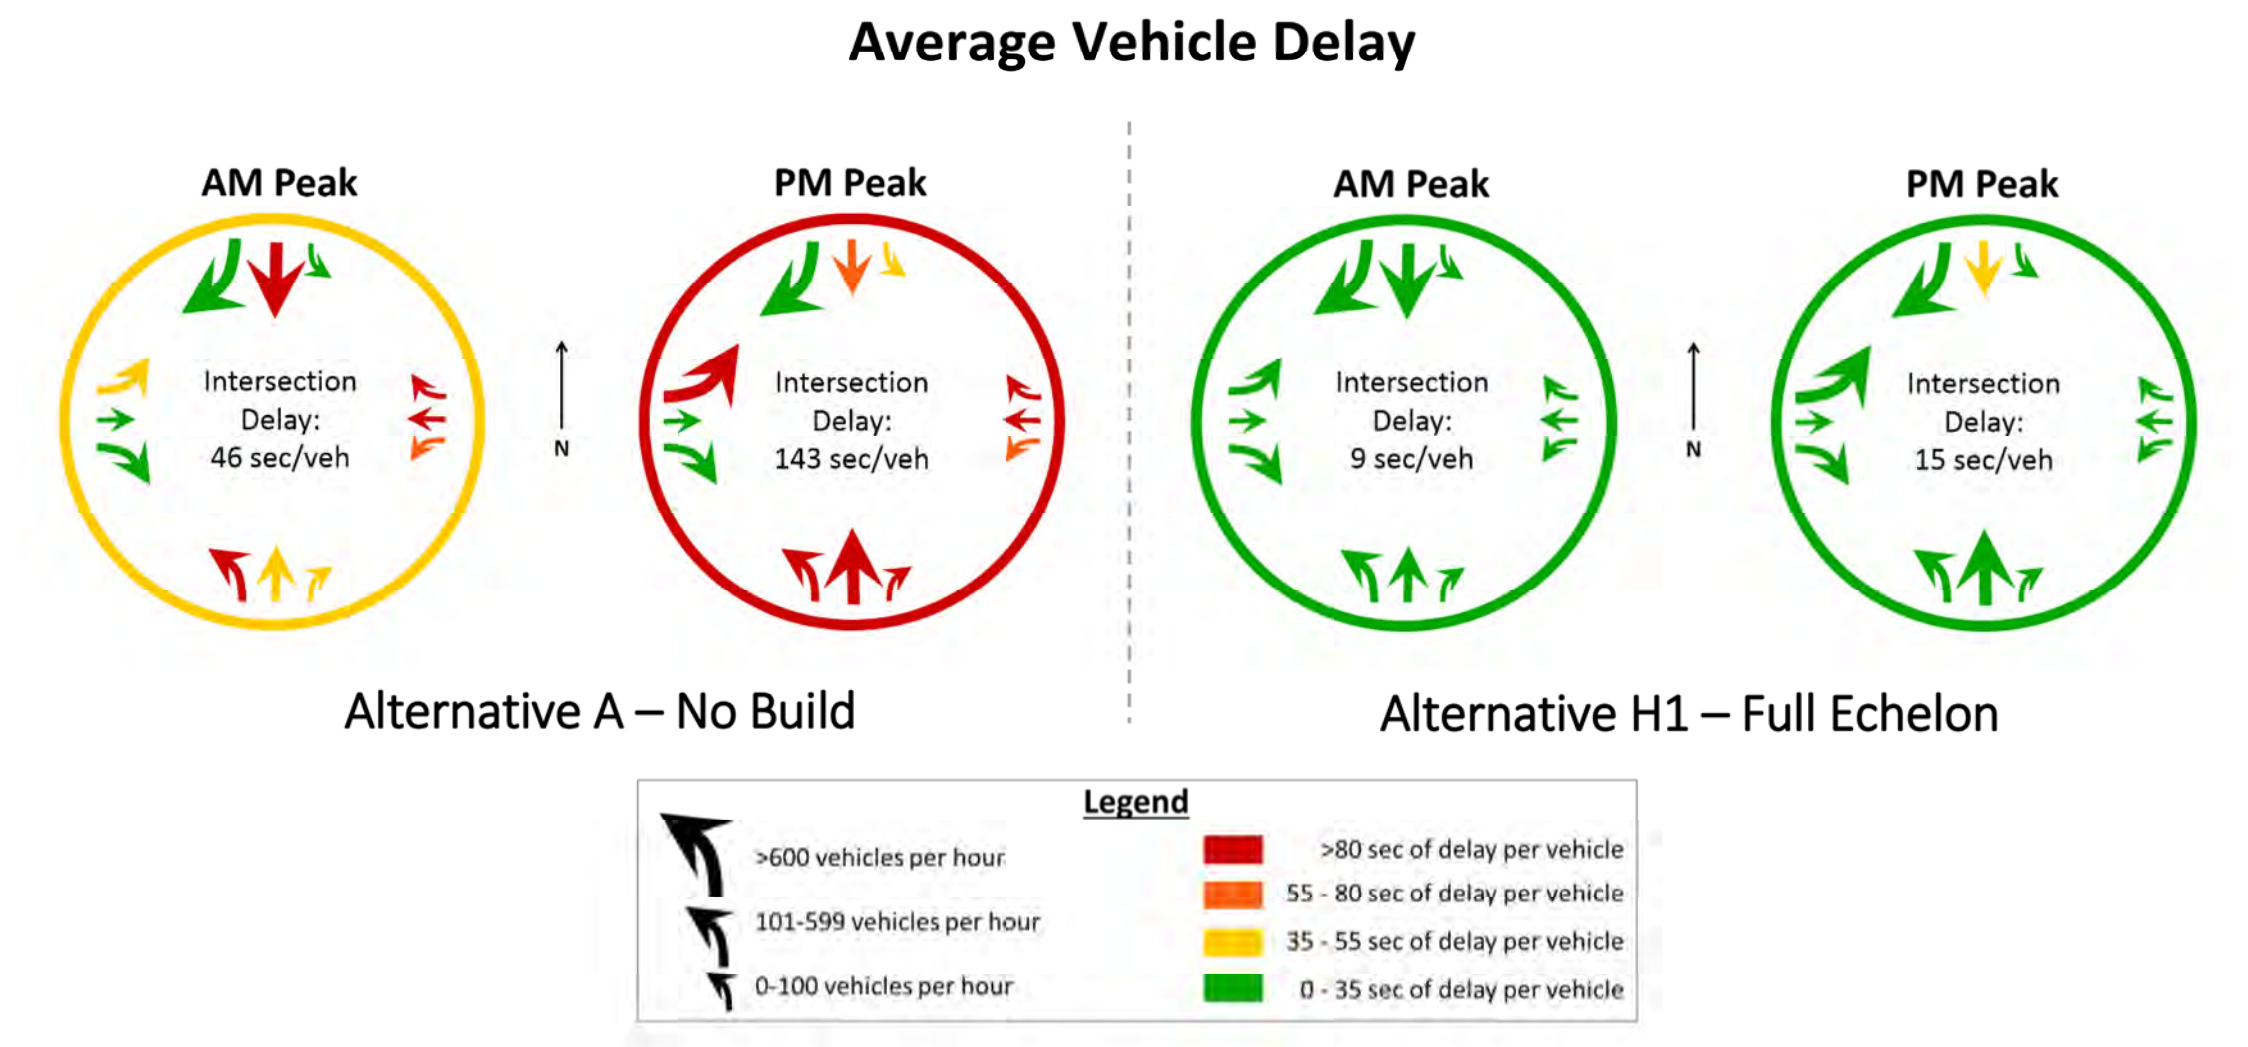 Average Vehicle Delay
AM Peak
PM Peak
AM Peak
PM Peak
Intersection
Delay:
46 sec/veh
N
Intersection
Delay:
143 sec/veh
Intersection
Delay:
9 sec/veh
N
Intersection
Delay:
15 sec/veh
Alternative A – No Build
Alternative H1 – Full Echelon
Legend
>600 vehicles per hour
101-599 vehicles per hour
0-100 vehicles per hour
>80 sec of delay per vehicle
55 - 80 sec of delay per vehicle
35 - 55 sec of delay per vehicle
0 - 35 sec of delay per vehicle